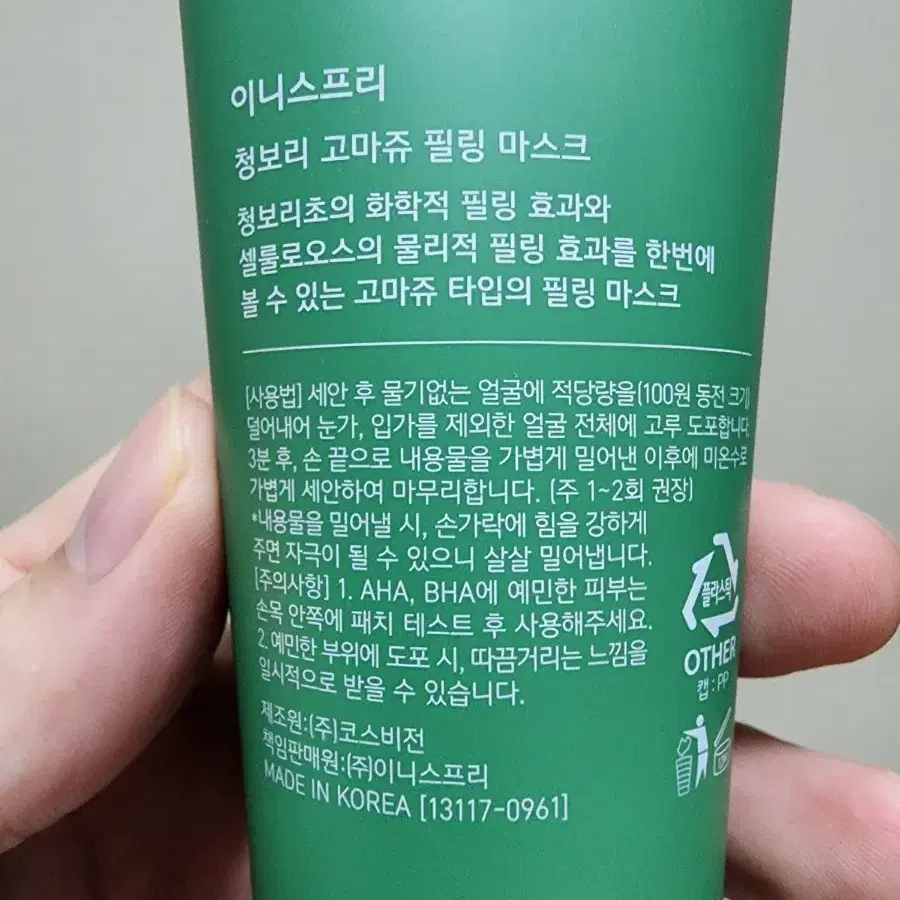 이니스프리
청보리 고마쥬 필링 마스크
청보리초의 화학적 필링 효과와
셀룰로오스의 물리적 필링 효과를 한번에
볼 수 있는 고마쥬 타입의 필링 마스크
[사용법] 세안 후 물기없는 얼굴에 적당량을(100원 동전 크기)
덜어내어 눈가, 입가를 제외한 얼굴 전체에 고루 도포합니다.
3분 후, 손 끝으로 내용물을 가볍게 밀어낸 이후에 미온수로
가볍게 세안하여 마무리합니다. (주 1~2회 권장)
*내용물을 밀어낼 시, 손가락에 힘을 강하게
주면 자극이 될 수 있으니 살살 밀어냅니다.
[주의사항] 1. AHA, BHA에 예민한 피부는
손목 안쪽에 패치 테스트 후 사용해주세요.
2. 예민한 부위에 도포 시, 따끔거리는 느낌을
일시적으로 받을 수 있습니다.
제조원:(주)코스비전
책임판매원:(주)이니스프리
MADE IN KOREA [13117-0961]
플라스틱
OTHER
캡 : PP